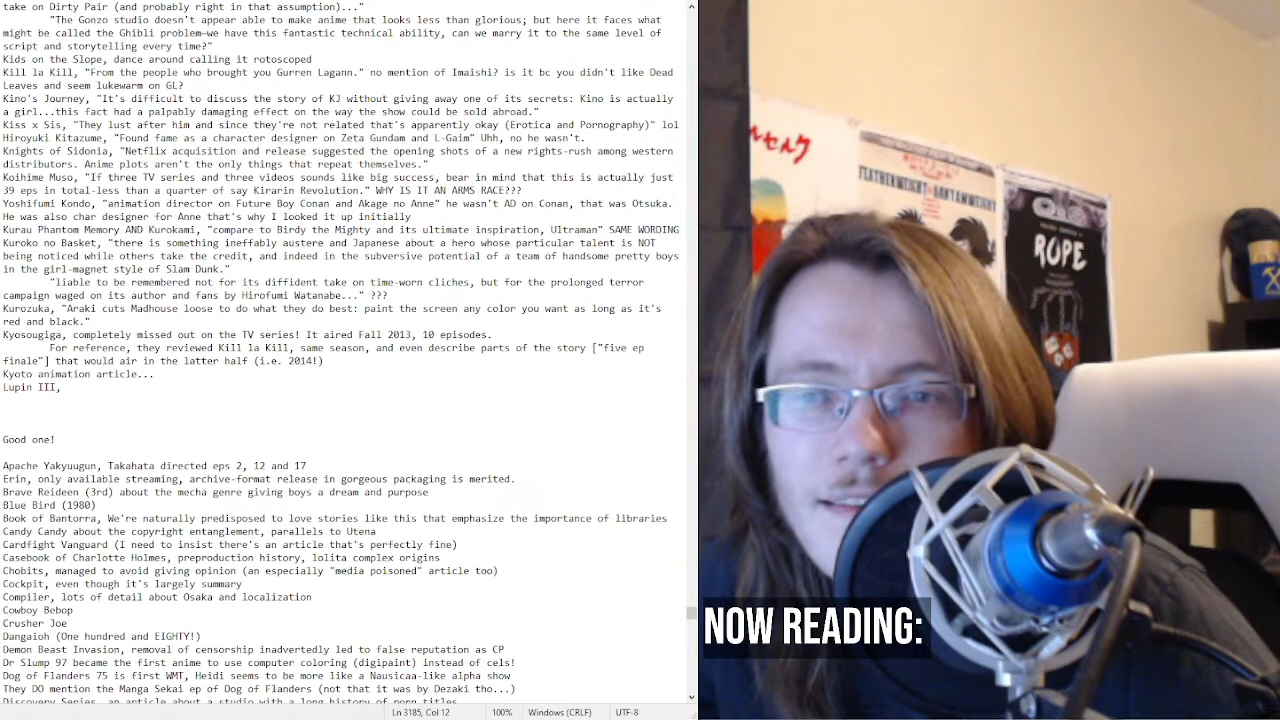 take on Dirty Pair (and probably right in that assumption)..."
"The Gonzo studio doesn't appear able to make anime that looks less than glorious; but here it faces what
might be called the Ghibli problem—we have this fantastic technical ability, can we marry it to the same level of
script and storytelling every time?"
Kids on the Slope, dance around calling it rotoscoped
Kill la Kill, "From the people who brought you Gurren Lagann." no mention of Imaishi? is it bc you didn't like Dead
Leaves and seem lukewarm on GL?
Kino's Journey, "It's difficult to discuss the story of KJ without giving away one of its secrets: Kino is actually
a girl...this fact had a palpably damaging effect on the way the show could be sold abroad."
Kiss x Sis, "They lust after him and since they're not related that's apparently okay (Erotica and Pornography)" lol
Hiroyuki Kitazume, "Found fame as a character designer on Zeta Gundam and L-Gaim" Uhh, no he wasn't.
Knights of Sidonia, "Netflix acquisition and release suggested the opening shots of a new rights-rush among western
distributors. Anime plots aren't the only things that repeat themselves."
Koihime Muso, "If three TV series and three videos sounds like big success, bear in mind that this is actually just
39 eps in total-less than a quarter of say Kirarin Revolution." WHY IS IT AN ARMS RACE???
Yoshifumi Kondo, "animation director on Future Boy Conan and Akage no Anne" he wasn't AD on Conan, that was Otsuka.
He was also char designer for Anne that's why I looked it up initially
Kurau Phantom Memory AND Kurokami, "compare to Birdy the Mighty and its ultimate inspiration, Ultraman" SAME WORDING
Kuroko no Basket, "there is something ineffably austere and Japanese about a hero whose particular talent is NOT
being noticed while others take the credit, and indeed in the subversive potential of a team of handsome pretty boys
in the girl-magnet style of Slam Dunk."
"liable to be remembered not for its diffident take on time-worn cliches, but for the prolonged terror
campaign waged on its author and fans by Hirofumi Watanabe..." ???
Kurozuka, "Araki cuts Madhouse loose to do what they do best: paint the screen any color you want as long as it's
red and black."
Kyosougiga, completely missed out on the TV series! It aired Fall 2013, 10 episodes.
For reference, they reviewed Kill la Kill, same season, and even describe parts of the story ["five ep
finale"] that would air in the latter half (i.e. 2014!)
Kyoto animation article...
Lupin III,
Good one!
Apache Yakyuugun, Takahata directed eps 2, 12 and 17
Erin, only available streaming, archive-format release in gorgeous packaging is merited.
Brave Reideen (3rd) about the mecha genre giving boys a dream and purpose
Blue Bird (1980)
Book of Bantorra, We're naturally predisposed to love stories like this that emphasize the importance of libraries
Candy Candy about the copyright entanglement, parallels to Utena
Cardfight Vanguard (I need to insist there's an article that's perfectly fine)
Casebook of Charlotte Holmes, preproduction history, lolita complex origins
Chobits, managed to avoid giving opinion (an especially "media poisoned" article too)
Cockpit, even though it's largely summary
Compiler, lots of detail about Osaka and localization
Cowboy Bebop
Crusher Joe
Dangaioh (One hundred and EIGHTY!)
Demon Beast Invasion, removal of censorship inadvertently led to false reputation as CP
Dr Slump 97 became the first anime to use computer coloring (digipaint) instead of cels!
Dog of Flanders 75 is first WMT, Heidi seems to be more like a Nausicaa-like alpha show
They DO mention the Manga Sekai ep of Dog of Flanders (not that it was by Dezaki tho...)
Discovery Series, an article about a studio with a long history of porn titles
Ln 3185, Col 12
100%
Windows (CRLF)
UTF-8
ルセルク
FEATHERWEIGHT
BANTAMWEIGHT
ROPE
NOW READING: